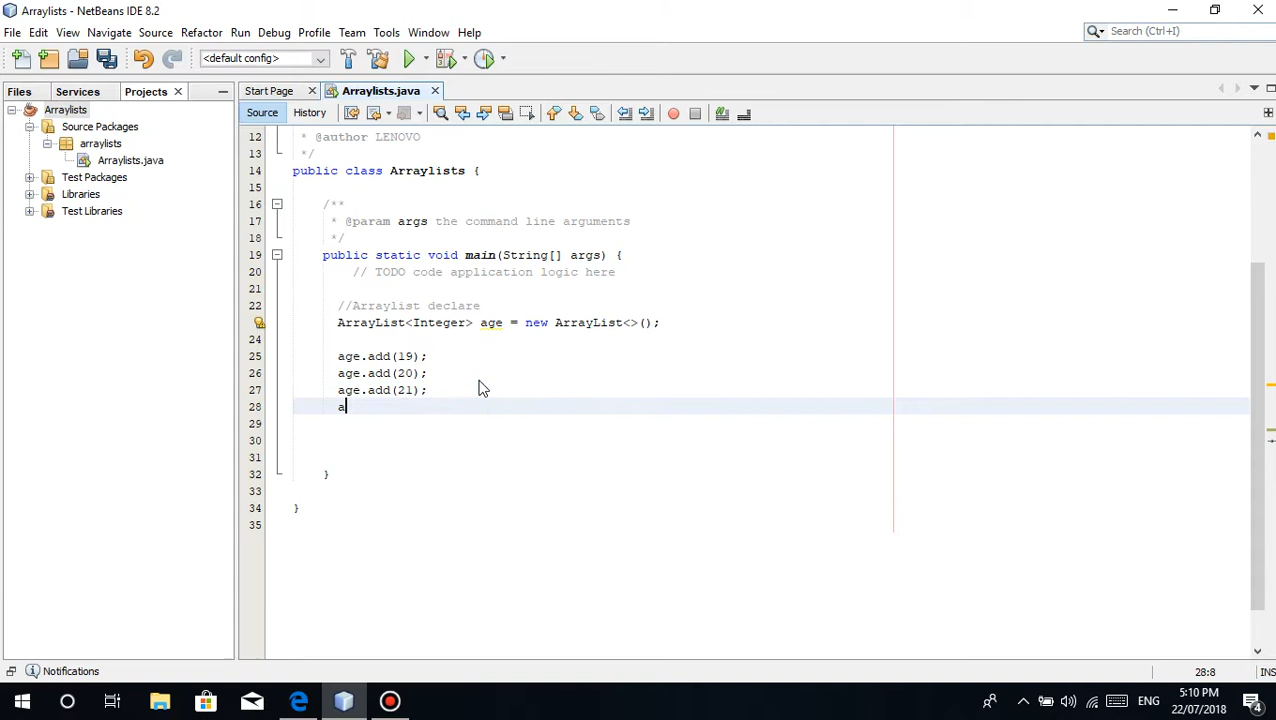 Arraylists - NetBeans IDE 8.2
File Edit View Navigate Source Refactor Run Debug Profile Team Tools Window Help
Search (Ctrl+I)
<default config>
Files Services Projects
Start Page Arraylists.java
Source History
Arraylists
Source Packages
arraylists
Arraylists.java
Test Packages
Libraries
Test Libraries
12 * @author LENOVO
13 */
14 public class Arraylists {
15
16 /**
17 * @param args the command line arguments
18 */
19 public static void main(String[] args) {
20 // TODO code application logic here
21
22 //Arraylist declare
ArrayList<Integer> age = new ArrayList<>();
24
25 age.add(19);
26 age.add(20);
27 age.add(21);
28 a
29
30
31
32 }
33
34 }
35
Notifications
28:8
INS
ENG
5:10 PM
22/07/2018
4